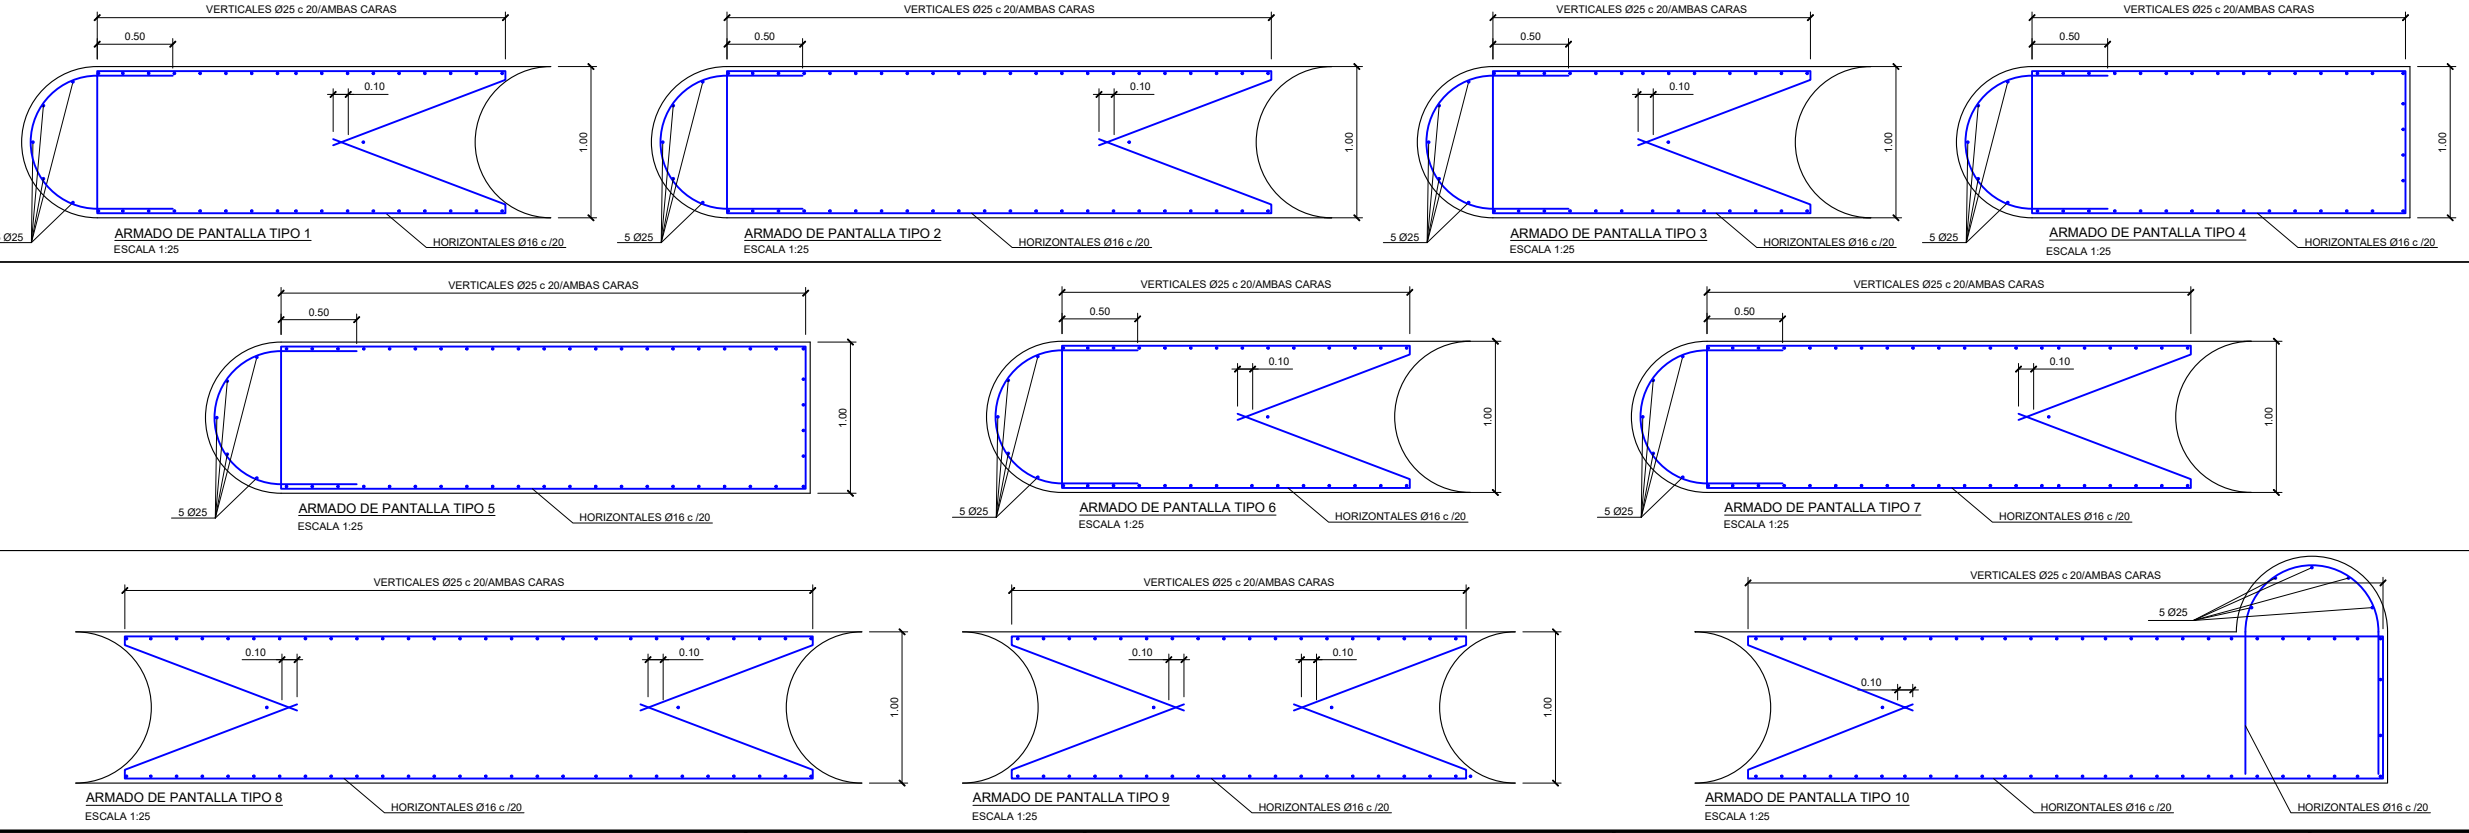 VERTICALES Ø25 c 20/AMBAS CARAS
0.50
0.10
1.00
Ø25
ARMADO DE PANTALLA TIPO 1
ESCALA 1:25
HORIZONTALES Ø16 c /20
VERTICALES Ø25 c 20/AMBAS CARAS
0.50
0.10
1.00
5 Ø25
ARMADO DE PANTALLA TIPO 2
ESCALA 1:25
HORIZONTALES Ø16 c /20
VERTICALES Ø25 c 20/AMBAS CARAS
0.50
0.10
1.00
5 Ø25
ARMADO DE PANTALLA TIPO 3
ESCALA 1:25
HORIZONTALES Ø16 c /20
VERTICALES Ø25 c 20/AMBAS CARAS
0.50
1.00
5 Ø25
ARMADO DE PANTALLA TIPO 4
ESCALA 1:25
HORIZONTALES Ø16 c /20
VERTICALES Ø25 c 20/AMBAS CARAS
0.50
1.00
5 Ø25
ARMADO DE PANTALLA TIPO 5
ESCALA 1:25
HORIZONTALES Ø16 c /20
VERTICALES Ø25 c 20/AMBAS CARAS
0.50
0.10
1.00
5 Ø25
ARMADO DE PANTALLA TIPO 6
ESCALA 1:25
HORIZONTALES Ø16 c /20
VERTICALES Ø25 c 20/AMBAS CARAS
0.50
0.10
1.00
5 Ø25
ARMADO DE PANTALLA TIPO 7
ESCALA 1:25
HORIZONTALES Ø16 c /20
VERTICALES Ø25 c 20/AMBAS CARAS
0.10
0.10
1.00
ARMADO DE PANTALLA TIPO 8
ESCALA 1:25
HORIZONTALES Ø16 c /20
VERTICALES Ø25 c 20/AMBAS CARAS
0.10
0.10
1.00
ARMADO DE PANTALLA TIPO 9
ESCALA 1:25
HORIZONTALES Ø16 c /20
VERTICALES Ø25 c 20/AMBAS CARAS
5 Ø25
0.10
ARMADO DE PANTALLA TIPO 10
ESCALA 1:25
HORIZONTALES Ø16 c /20
HORIZONTALES Ø16 c /20